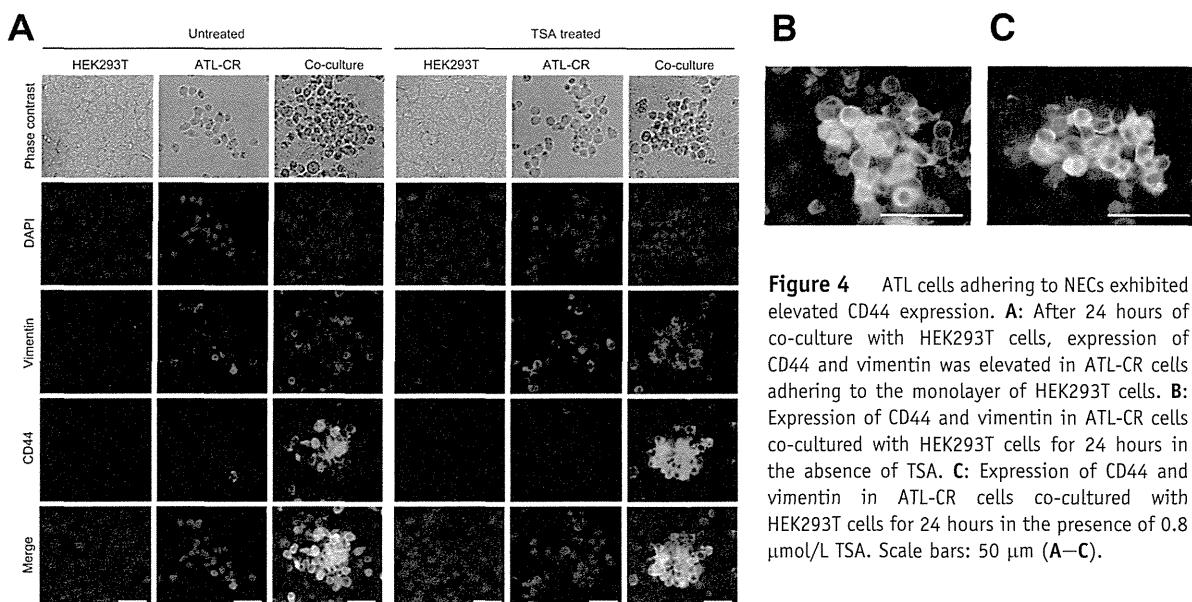 A
Untreated
TSA treated
HEK293T
ATL-CR
Co-culture
HEK293T
ATL-CR
Co-culture
Phase contrast
DAPI
Vimentin
CD44
Merge
B
C
Figure 4 ATL cells adhering to NECs exhibited
elevated CD44 expression. A: After 24 hours of
co-culture with HEK293T cells, expression of
CD44 and vimentin was elevated in ATL-CR cells
adhering to the monolayer of HEK293T cells. B:
Expression of CD44 and vimentin in ATL-CR cells
co-cultured with HEK293T cells for 24 hours in
the absence of TSA. C: Expression of CD44 and
vimentin in ATL-CR cells co-cultured with
HEK293T cells for 24 hours in the presence of 0.8
μmol/L TSA. Scale bars: 50 μm (A–C).